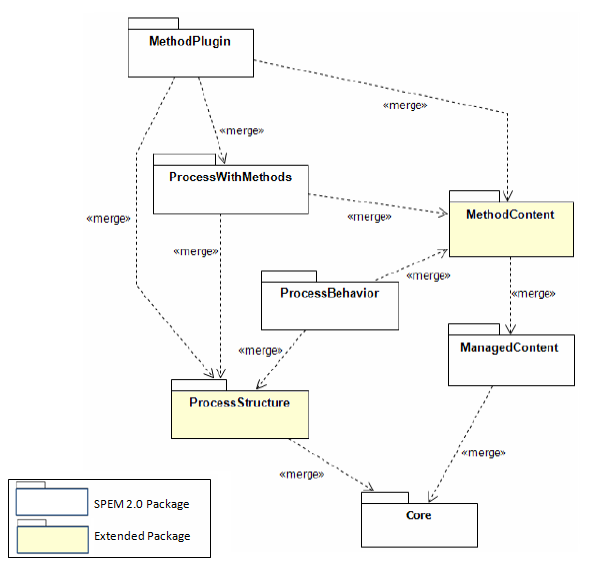 MethodPlugin
«merge»
«merge»
ProcessWithMethods
«merge»
«merge»
MethodContent
«merge»
«merge»
ProcessBehavior
«merge»
«merge»
ManagedContent
ProcessStructure
«merge»
«merge»
Core
SPEM 2.0 Package
Extended Package